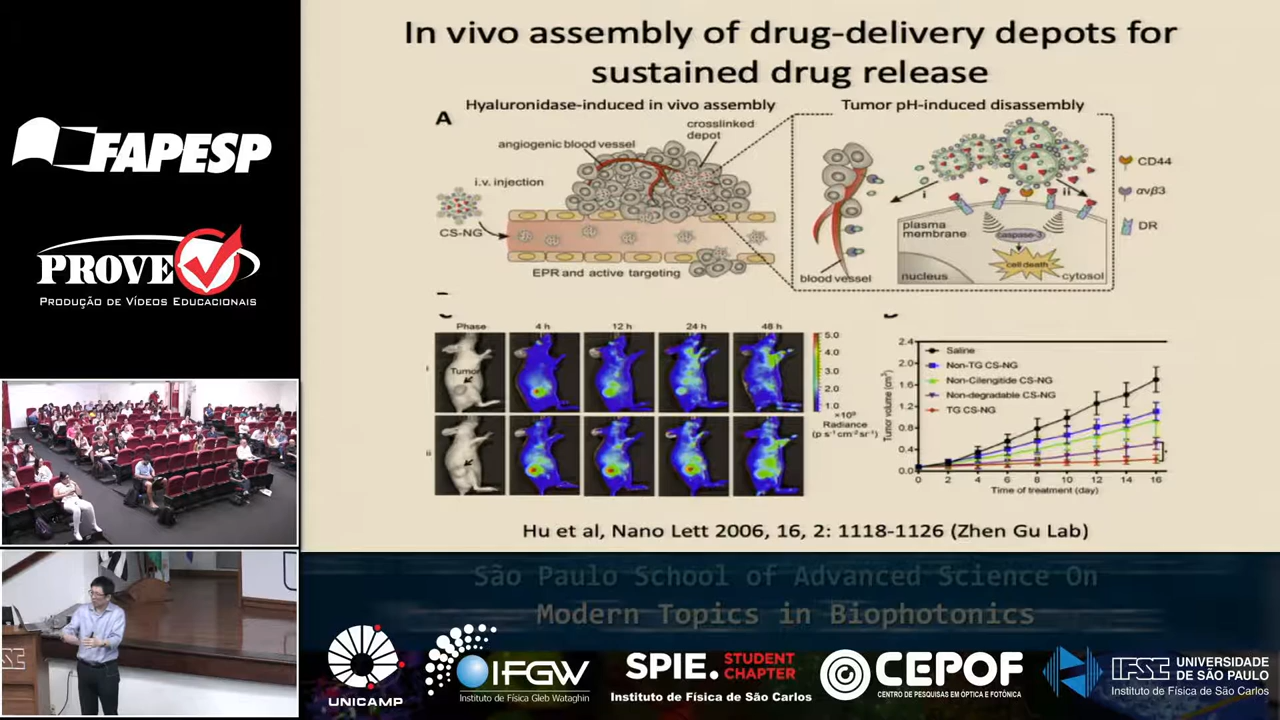 FAPESP
PROVE
PRODUÇÃO DE VÍDEOS EDUCACIONAIS
In vivo assembly of drug-delivery depots for
sustained drug release
Hyaluronidase-induced in vivo assembly
Tumor pH-induced disassembly
A
crosslinked
depot
angiogenic blood vessel
i.v. injection
CS-NG
EPR and active targeting
i
ii
plasma
membrane
caspase-3
cell death
nucleus
cytosol
blood vessel
CD44
αvβ3
DR
Phase
4 h
12 h
24 h
48 h
Tumor
i
ii
5.0
4.0
3.0
2.0
1.0
Radiance
(p s⁻¹ cm⁻² sr⁻¹)
Tumor volume (cm³)
2.4
2.0
1.6
1.2
0.8
0.4
0.0
Saline
Non-TG CS-NG
Non-Cilengitide CS-NG
Non-degradable CS-NG
TG CS-NG
0 2 4 6 8 10 12 14 16
Time of treatment (day)
Hu et al, Nano Lett 2006, 16, 2: 1118-1126 (Zhen Gu Lab)
São Paulo School of Advanced Science On
Modern Topics in Biophotonics
UNICAMP
IFGW
Instituto de Física Gleb Wataghin
SPIE. STUDENT
CHAPTER
Instituto de Física de São Carlos
CEPOF
CENTRO DE PESQUISAS EM ÓPTICA E FOTÔNICA
IFSC
UNIVERSIDADE
DE SÃO PAULO
Instituto de Física de São Carlos